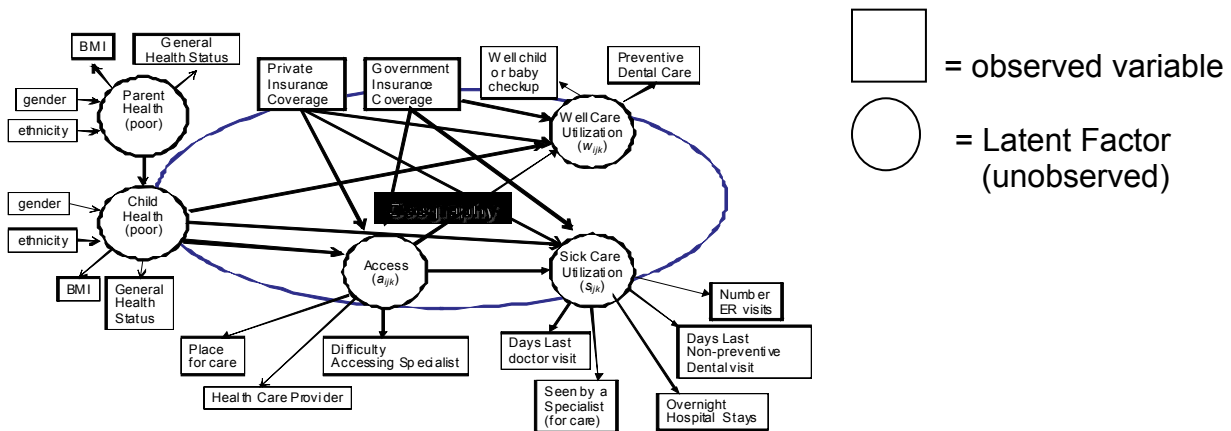 BMI
General
Health Status
gender
ethnicity
Parent
Health
(poor)
Private
Insurance
Coverage
Government
Insurance
Coverage
Well child
or baby
checkup
Preventive
Dental Care
Well Care
Utilization
(wijk)
gender
ethnicity
Child
Health
(poor)
BMI
General
Health
Status
Geography
Access
(aijk)
Sick Care
Utilization
(sijk)
Place
for care
Health Care Provider
Difficulty
Accessing Specialist
Days Last
doctor visit
Seen by a
Specialist
(for care)
Number
ER visits
Days Last
Non-preventive
Dental visit
Overnight
Hospital Stays
= observed variable
= Latent Factor
(unobserved)